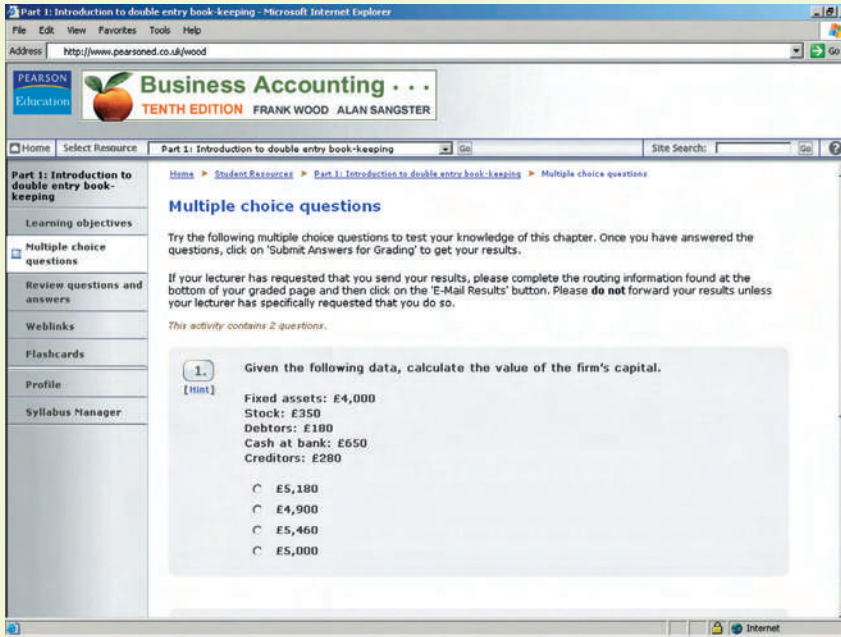 Part 1: Introduction to double entry book-keeping - Microsoft Internet Explorer
File Edit View Favorites Tools Help
Address http://www.pearsoned.co.uk/wood Go
PEARSON
Education
Business Accounting . . .
TENTH EDITION FRANK WOOD ALAN SANGSTER
Home Select Resource Part 1: Introduction to double entry book-keeping Go Site Search: Go ?
Part 1: Introduction to
double entry book-
keeping
Learning objectives
Multiple choice
questions
Review questions and
answers
Weblinks
Flashcards
Profile
Syllabus Manager
Home Student Resources Part 1: Introduction to double entry book-keeping Multiple choice questions
Multiple choice questions
Try the following multiple choice questions to test your knowledge of this chapter. Once you have answered the
questions, click on 'Submit Answers for Grading' to get your results.
If your lecturer has requested that you send your results, please complete the routing information found at the
bottom of your graded page and then click on the 'E-Mail Results' button. Please do not forward your results unless
your lecturer has specifically requested that you do so.
This activity contains 2 questions.
1. Given the following data, calculate the value of the firm's capital.
[Hint]
Fixed assets: £4,000
Stock: £350
Debtors: £180
Cash at bank: £650
Creditors: £280
£5,180
£4,900
£5,460
£5,000
Internet